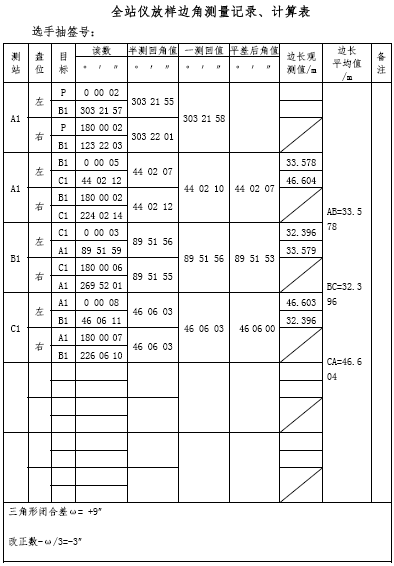 全站仪放样边角测量记录、计算表
选手抽签号：
测站 盘位 目标 读数 半测回角值 一测回值 平差后角值 边长观测值/m 边长平均值/m 备注
° ′ ″ ° ′ ″ ° ′ ″ ° ′ ″
A1 左 P 0 00 02 303 21 55 303 21 58
B1 303 21 57
右 P 180 00 02 303 22 01
B1 123 22 03
A1 左 B1 0 00 05 44 02 07 44 02 10 44 02 07 33.578
C1 44 02 12 46.604
右 B1 180 00 02 44 02 12
C1 224 02 14
AB=33.578
B1 左 C1 0 00 03 89 51 56 89 51 56 89 51 53 32.396
A1 89 51 59 33.579
右 C1 180 00 06 89 51 55
A1 269 52 01
BC=32.396
C1 左 A1 0 00 08 46 06 03 46 06 03 46 06 00 46.603
B1 46 06 11 32.396
右 A1 180 00 07 46 06 03
B1 226 06 10
CA=46.604
三角形闭合差ω= +9″
改正数-ω/3=-3″